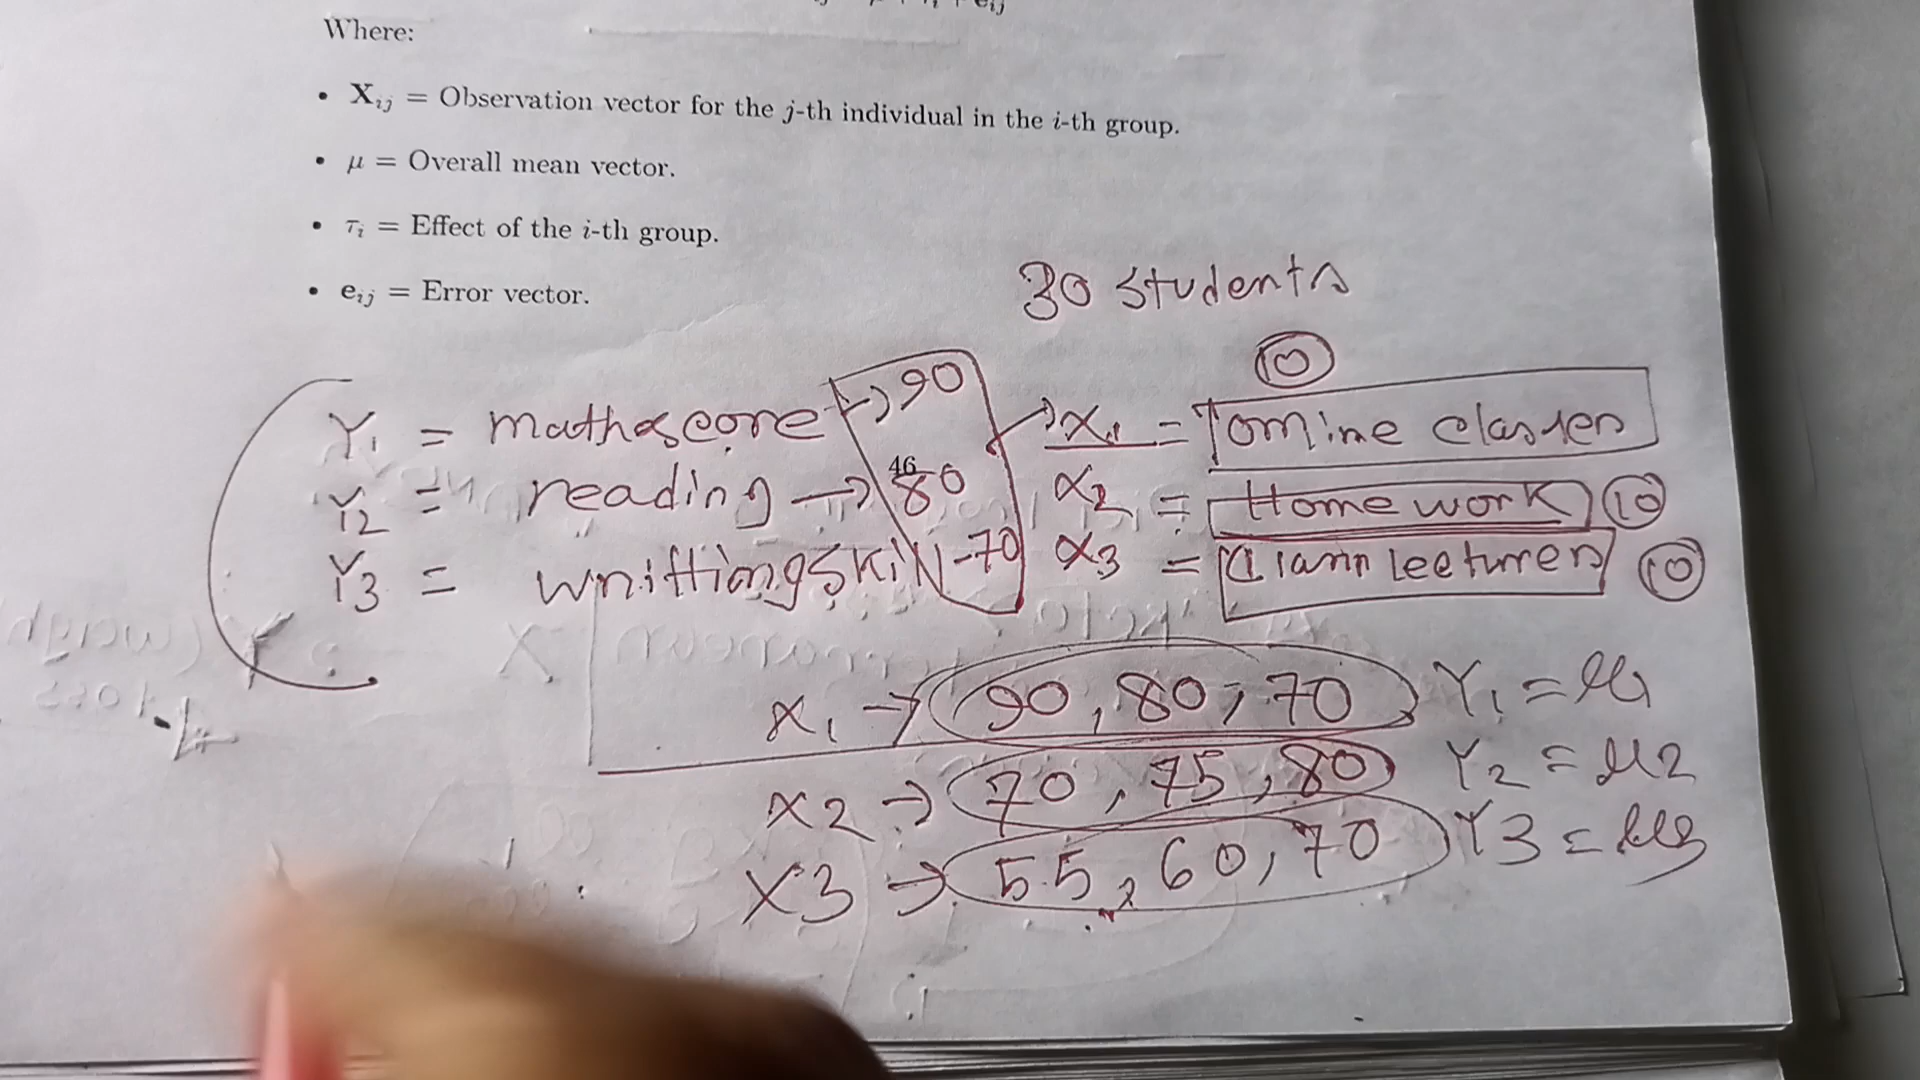 Where:
• X_ij = Observation vector for the j-th individual in the i-th group.
• μ = Overall mean vector.
• τ_i = Effect of the i-th group.
• e_ij = Error vector.
30 students
10
Y1 = mathscore → 90 → x1 = online classes
Y2 = reading → 80 x2 = Home work 10
46
Y3 = writtingskill -70 x3 = Class lectures 10
x1 → 90, 80, 70 Y1 = μ1
x2 → 70, 75, 80 Y2 = μ2
x3 → 55, 60, 70 Y3 = μ3